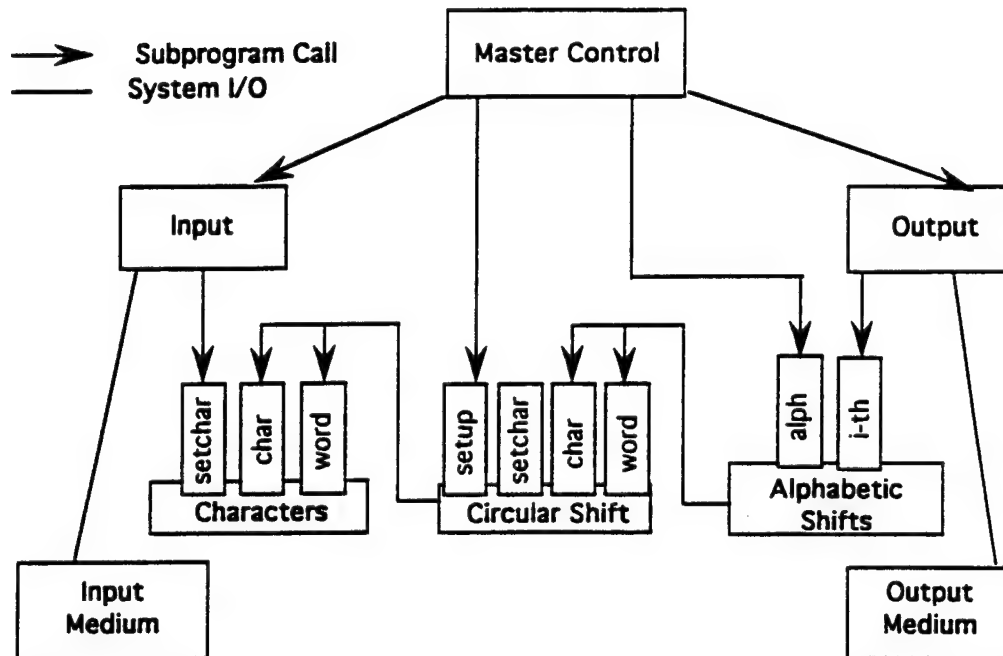 Subprogram Call
System I/O
Master Control
Input
Output
setchar
char
word
setup
setchar
char
word
alph
i-th
Characters
Circular Shift
Alphabetic
Shifts
Input
Medium
Output
Medium